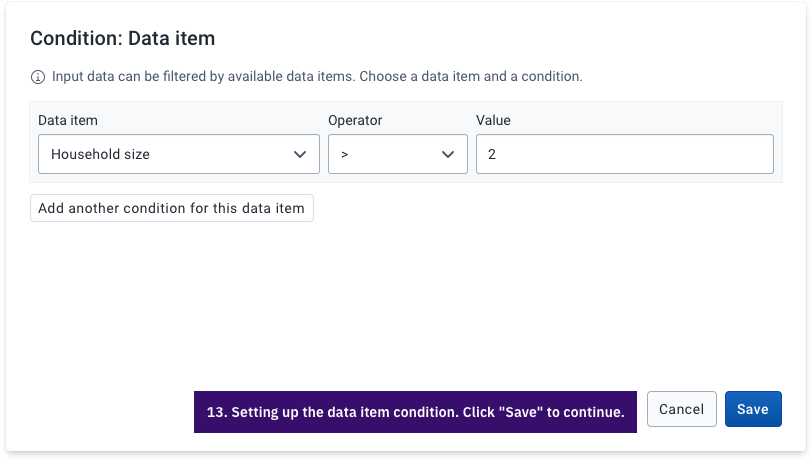 Condition: Data item
Input data can be filtered by available data items. Choose a data item and a condition.
Data item Operator Value
Household size > 2
Add another condition for this data item
13. Setting up the data item condition. Click "Save" to continue. Cancel Save